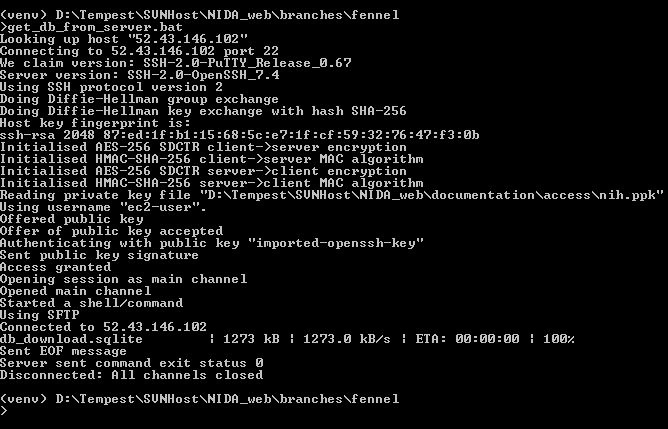 (venv) D:\Tempest\SVNHost\NIDA_web\branches\fennel
>get_db_from_server.bat
Looking up host "52.43.146.102"
Connecting to 52.43.146.102 port 22
We claim version: SSH-2.0-PuTTY_Release_0.67
Server version: SSH-2.0-OpenSSH_7.4
Using SSH protocol version 2
Doing Diffie-Hellman group exchange
Doing Diffie-Hellman key exchange with hash SHA-256
Host key fingerprint is:
ssh-rsa 2048 87:ed:1f:b1:15:68:5c:e7:1f:cf:59:32:76:47:f3:0b
Initialised AES-256 SDCTR client->server encryption
Initialised HMAC-SHA-256 client->server MAC algorithm
Initialised AES-256 SDCTR server->client encryption
Initialised HMAC-SHA-256 server->client MAC algorithm
Reading private key file "D:\Tempest\SVNHost\NIDA_web\documentation\access\nih.ppk"
Using username "ec2-user".
Offered public key
Offer of public key accepted
Authenticating with public key "imported-openssh-key"
Sent public key signature
Access granted
Opening session as main channel
Opened main channel
Started a shell/command
Using SFTP
Connected to 52.43.146.102
db_download.sqlite | 1273 kB | 1273.0 kB/s | ETA: 00:00:00 | 100%
Sent EOF message
Server sent command exit status 0
Disconnected: All channels closed
(venv) D:\Tempest\SVNHost\NIDA_web\branches\fennel
>